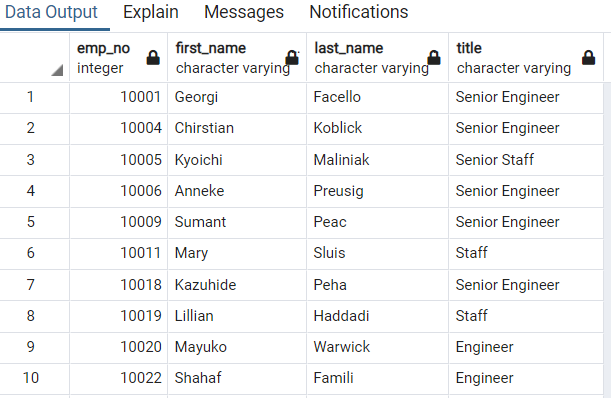 Data Output Explain Messages Notifications
emp_no first_name last_name title
integer character varying character varying character varying
1 10001 Georgi Facello Senior Engineer
2 10004 Chirstian Koblick Senior Engineer
3 10005 Kyoichi Maliniak Senior Staff
4 10006 Anneke Preusig Senior Engineer
5 10009 Sumant Peac Senior Engineer
6 10011 Mary Sluis Staff
7 10018 Kazuhide Peha Senior Engineer
8 10019 Lillian Haddadi Staff
9 10020 Mayuko Warwick Engineer
10 10022 Shahaf Famili Engineer